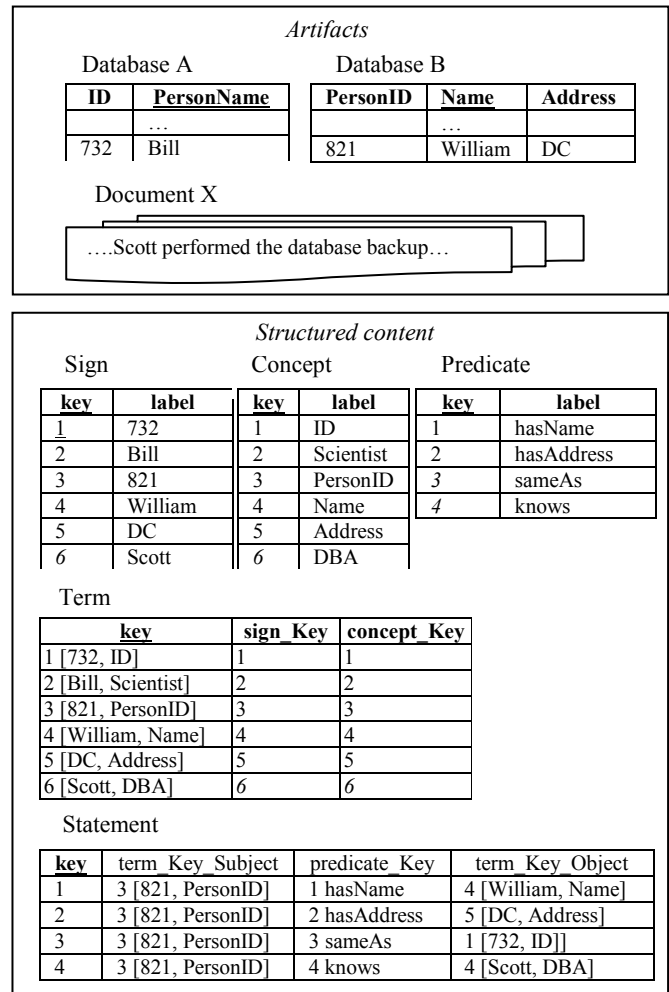 Artifacts
Database A Database B
ID PersonName PersonID Name Address
… …
732 Bill 821 William DC
Document X
….Scott performed the database backup…
Structured content
Sign Concept Predicate
key label key label key label
1 732 1 ID 1 hasName
2 Bill 2 Scientist 2 hasAddress
3 821 3 PersonID 3 sameAs
4 William 4 Name 4 knows
5 DC 5 Address
6 Scott 6 DBA
Term
key sign_Key concept_Key
1 [732, ID] 1 1
2 [Bill, Scientist] 2 2
3 [821, PersonID] 3 3
4 [William, Name] 4 4
5 [DC, Address] 5 5
6 [Scott, DBA] 6 6
Statement
key term_Key_Subject predicate_Key term_Key_Object
1 3 [821, PersonID] 1 hasName 4 [William, Name]
2 3 [821, PersonID] 2 hasAddress 5 [DC, Address]
3 3 [821, PersonID] 3 sameAs 1 [732, ID]]
4 3 [821, PersonID] 4 knows 4 [Scott, DBA]